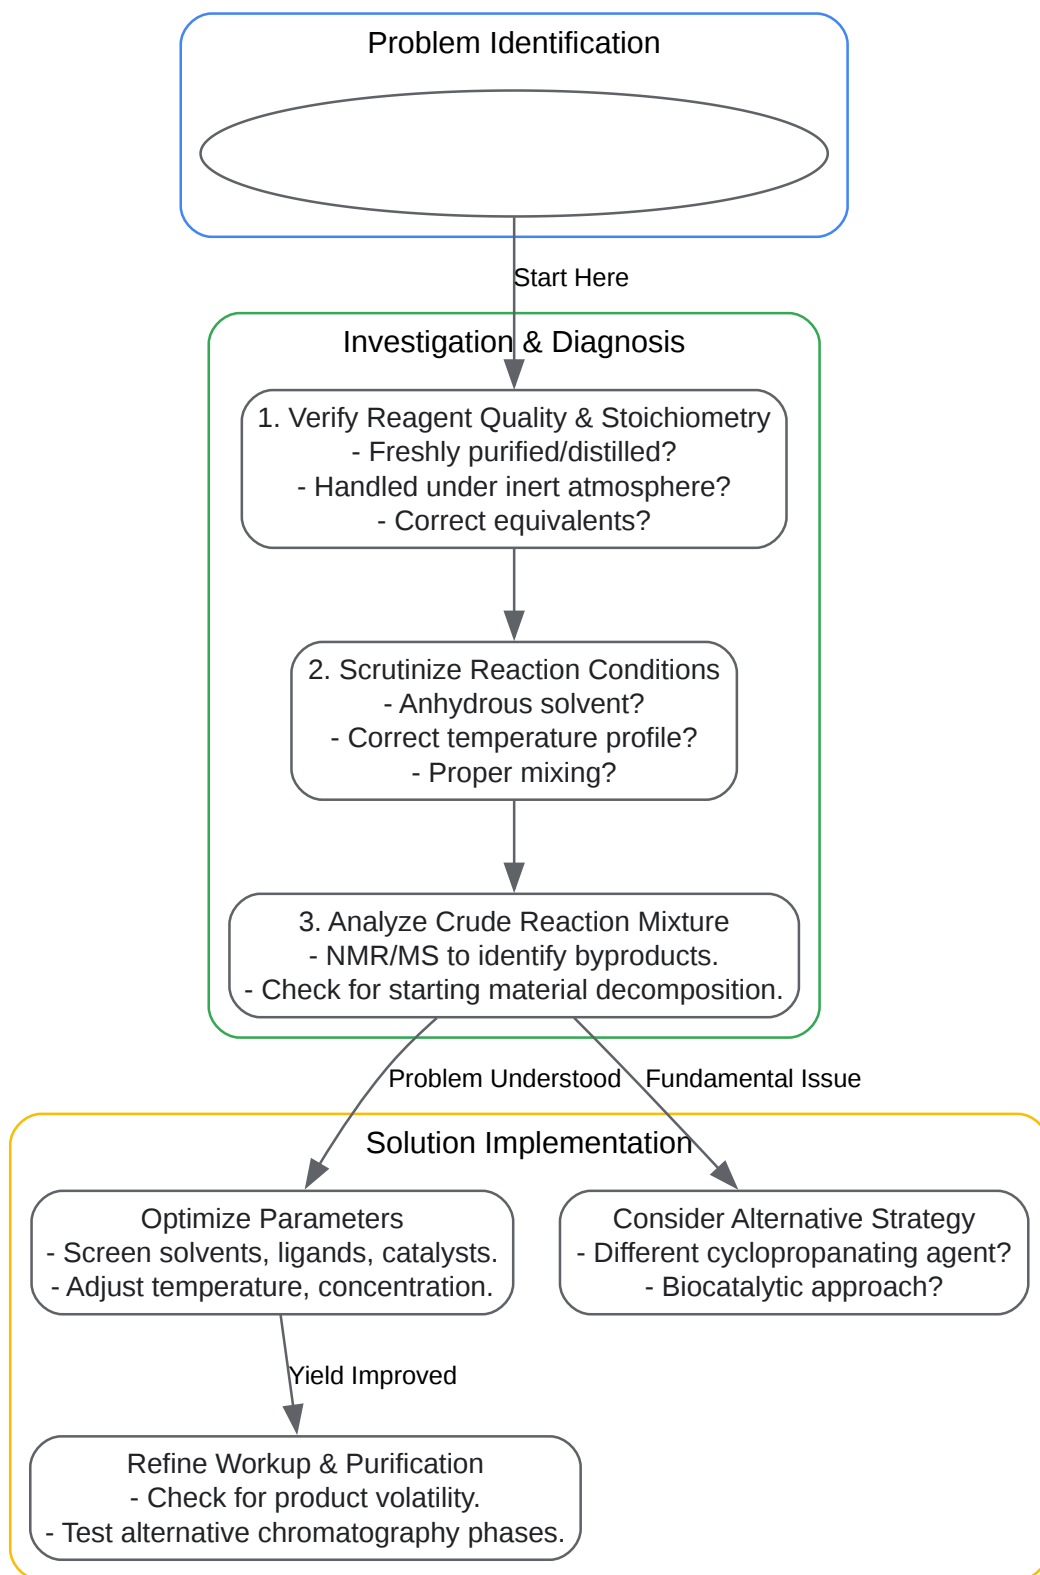 Problem Identification
Start Here
Investigation & Diagnosis
1. Verify Reagent Quality & Stoichiometry
- Freshly purified/distilled?
- Handled under inert atmosphere?
- Correct equivalents?
2. Scrutinize Reaction Conditions
- Anhydrous solvent?
- Correct temperature profile?
- Proper mixing?
3. Analyze Crude Reaction Mixture
- NMR/MS to identify byproducts.
- Check for starting material decomposition.
Problem Understood
Fundamental Issue
Solution Implementation
Optimize Parameters
- Screen solvents, ligands, catalysts.
- Adjust temperature, concentration.
Consider Alternative Strategy
- Different cyclopropanating agent?
- Biocatalytic approach?
Yield Improved
Refine Workup & Purification
- Check for product volatility.
- Test alternative chromatography phases.